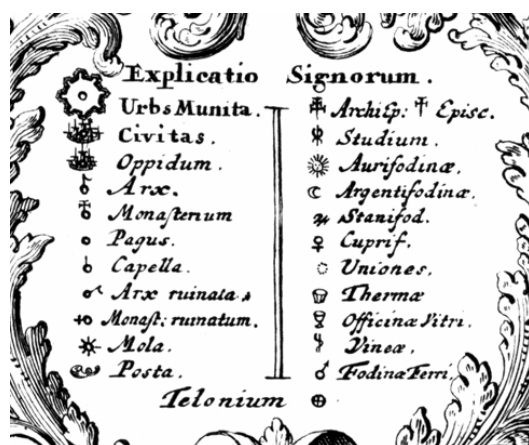 Explicatio Signorum.
Urbs Munita.
Civitas.
Oppidum.
Arx.
Monasterium
Pagus.
Capella.
Arx ruinata
Monast: ruinatum.
Mola.
Posta.
ArchiEp: Episc.
Studium.
Aurifodinæ.
Argentifodinæ.
Stanifod.
Cuprif.
Uniones.
Thermæ
Officinæ Vitri.
Vineæ.
Fodinæ Ferri.
Telonium